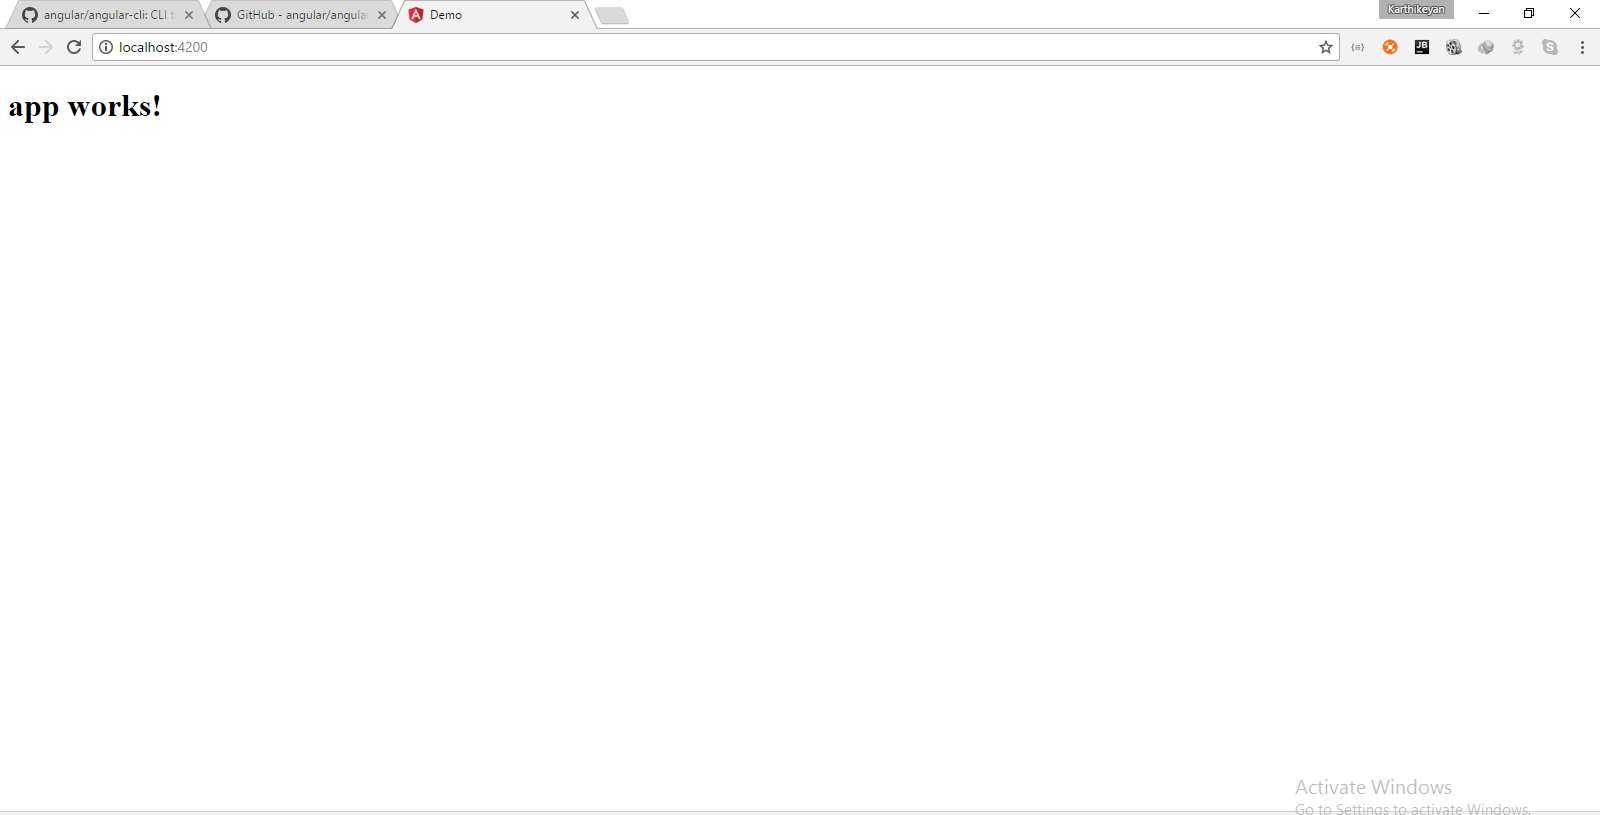 angular/angular-cli: CLI t
GitHub - angular/angula
Demo
Karthikeyan
localhost:4200
JB
app works!
Activate Windows
Go to Settings to activate Windows.